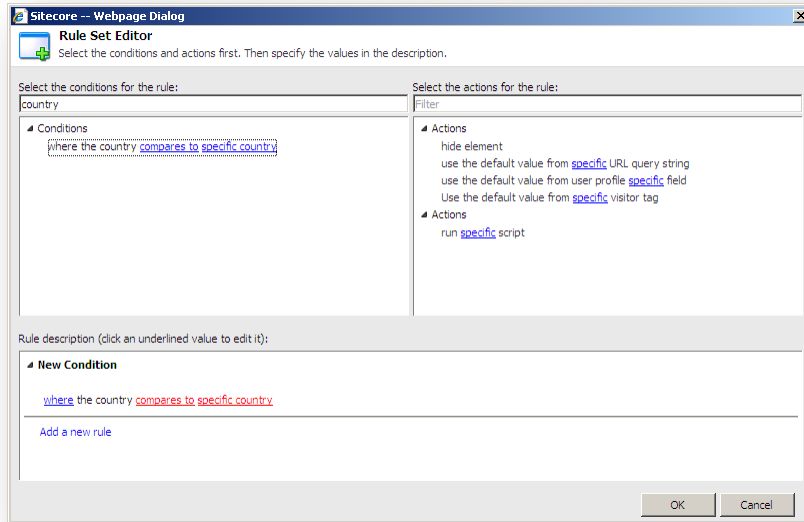 Sitecore -- Webpage Dialog
Rule Set Editor
Select the conditions and actions first. Then specify the values in the description.
Select the conditions for the rule:
country
Conditions
where the country compares to specific country
Select the actions for the rule:
Filter
Actions
hide element
use the default value from specific URL query string
use the default value from user profile specific field
Use the default value from specific visitor tag
Actions
run specific script
Rule description (click an underlined value to edit it):
New Condition
where the country compares to specific country
Add a new rule
OK
Cancel